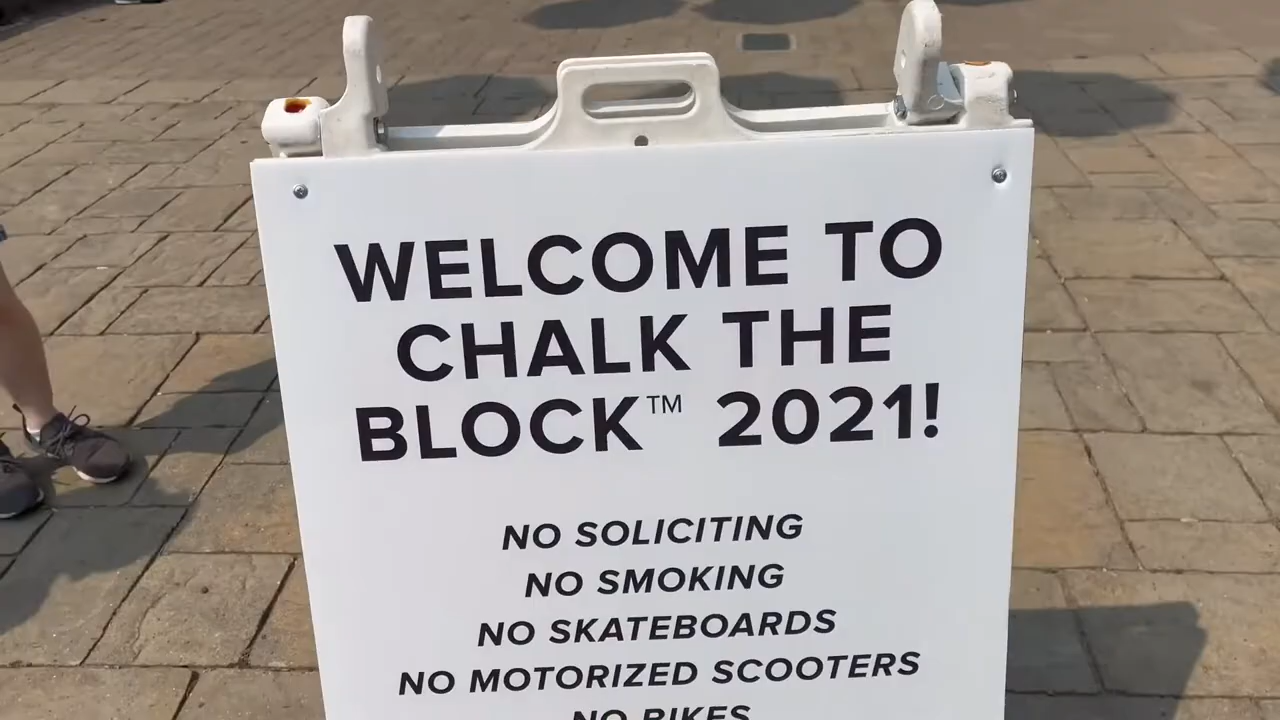 WELCOME TO
CHALK THE
BLOCK™ 2021!
NO SOLICITING
NO SMOKING
NO SKATEBOARDS
NO MOTORIZED SCOOTERS
NO BIKES